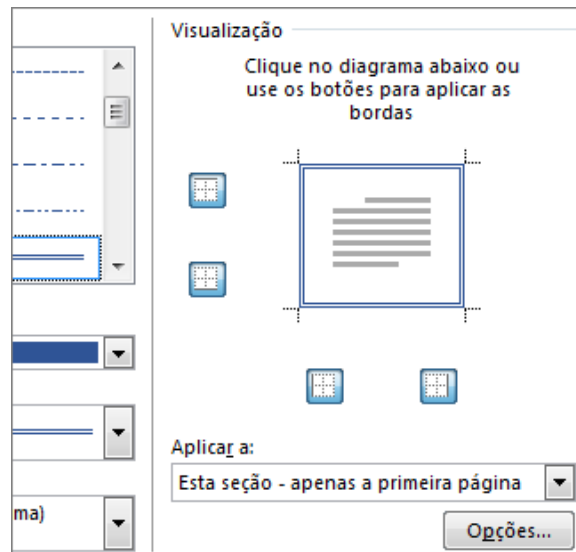 Visualização
Clique no diagrama abaixo ou
use os botões para aplicar as
bordas
Aplicar a:
Esta seção - apenas a primeira página
ma)
Opções...